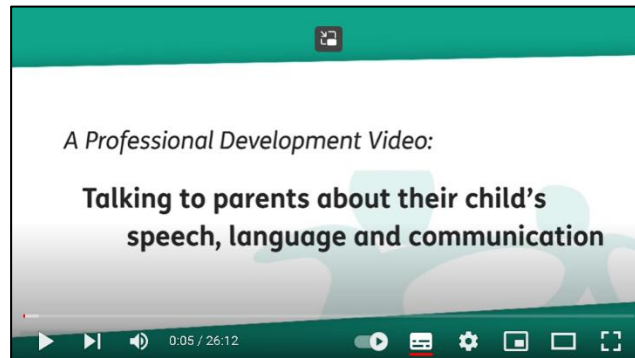 A Professional Development Video:
Talking to parents about their child's
speech, language and communication
0:05 / 26:12